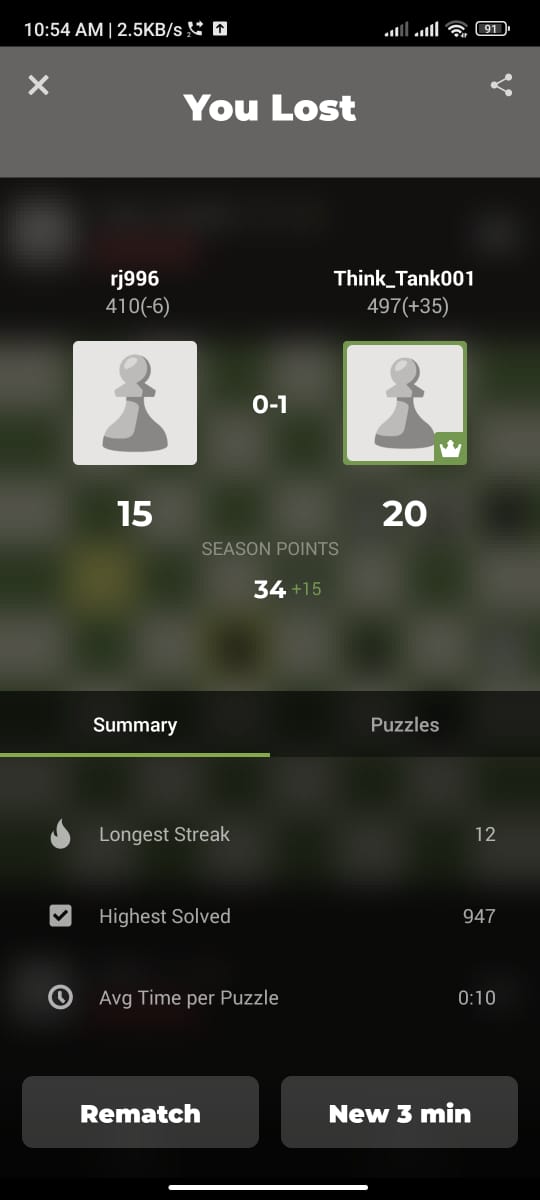 10:54 AM | 2.5KB/s
91
You Lost
rj996
Think_Tank001
410(-6)
497(+35)
0-1
15
20
SEASON POINTS
34 +15
Summary
Puzzles
Longest Streak
12
Highest Solved
947
Avg Time per Puzzle
0:10
Rematch
New 3 min